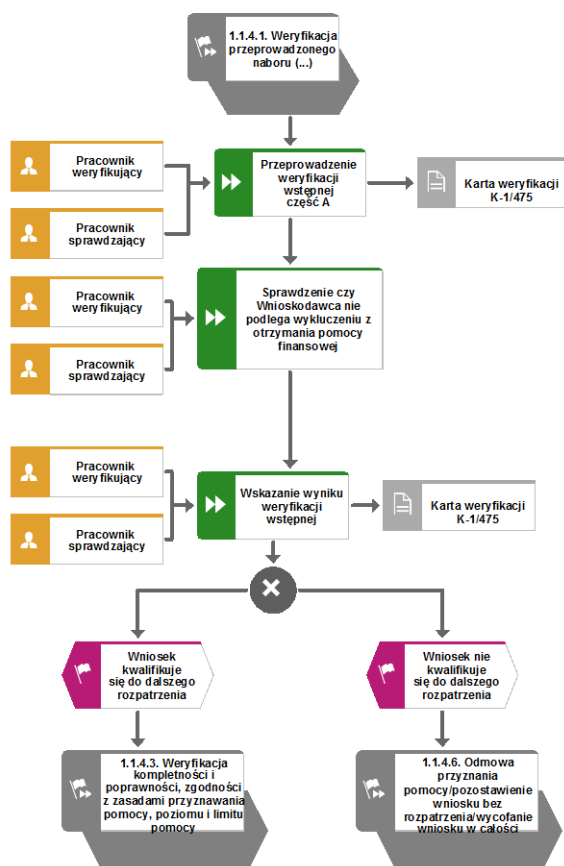 1.1.4.1. Weryfikacja
przeprowadzonego
naboru (...)
Pracownik
weryfikujący
Pracownik
sprawdzający
Przeprowadzenie
weryfikacji
wstępnej
część A
Karta weryfikacji
K-1/475
Pracownik
weryfikujący
Pracownik
sprawdzający
Sprawdzenie czy
Wnioskodawca nie
podlega wykluczeniu z
otrzymania pomocy
finansowej
Pracownik
weryfikujący
Pracownik
sprawdzający
Wskazanie wyniku
weryfikacji
wstępnej
Karta weryfikacji
K-1/475
Wniosek
kwalifikuje
się do dalszego
rozpatrzenia
Wniosek nie
kwalifikuje
się do dalszego
rozpatrzenia
1.1.4.3. Weryfikacja
kompletności i
poprawności, zgodności
z zasadami przyznawania
pomocy, poziomu i limitu
pomocy
1.1.4.6. Odmowa
przyznania
pomocy/pozostawienie
wniosku bez
rozpatrzenia/wycofanie
wniosku w całości